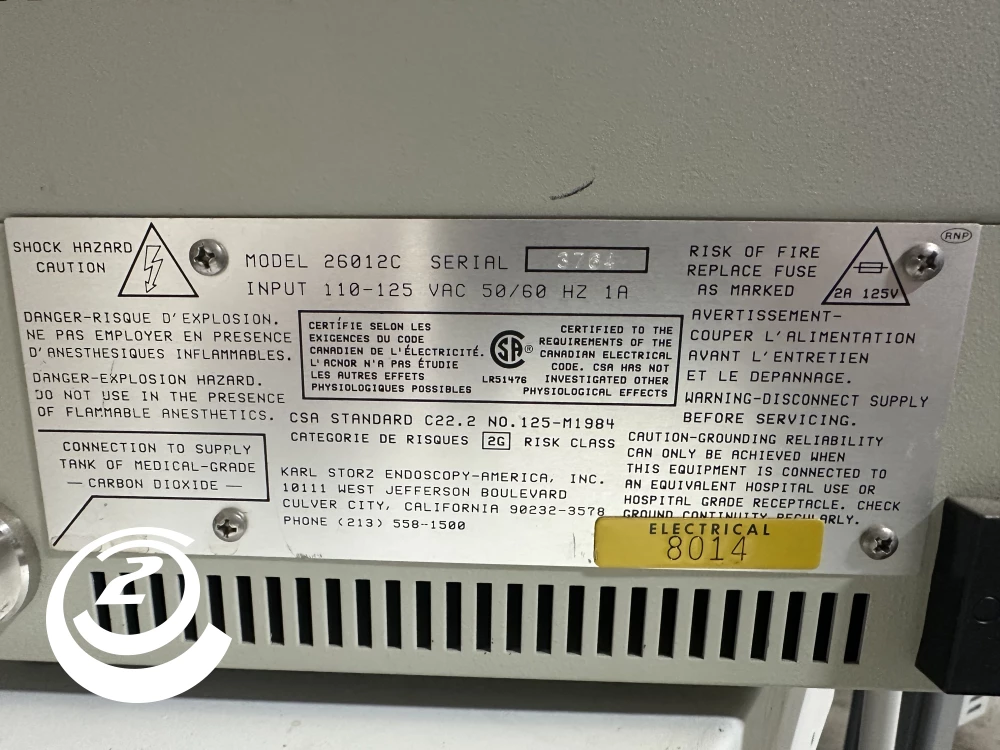 SHOCK HAZARD
CAUTION
MODEL 26012C SERIAL 3704
INPUT 110-125 VAC 50/60 HZ 1A
RISK OF FIRE
REPLACE FUSE
AS MARKED
2A 125V
RNP
DANGER-RISQUE D'EXPLOSION.
NE PAS EMPLOYER EN PRESENCE
D'ANESTHESIQUES INFLAMMABLES.
DANGER-EXPLOSION HAZARD.
DO NOT USE IN THE PRESENCE
OF FLAMMABLE ANESTHETICS.
CERTIFIE SELON LES
EXIGENCES DU CODE
CANADIEN DE L'ÉLECTRICITÉ.
L'ACNOR N'A PAS ÉTUDIE
LES AUTRES EFFETS
PHYSIOLOGIQUES POSSIBLES
SA ®
LR51476
CERTIFIED TO THE
REQUIREMENTS OF THE
CANADIAN ELECTRICAL
CODE. CSA HAS NOT
INVESTIGATED OTHER
PHYSIOLOGICAL EFFECTS
AVERTISSEMENT-
COUPER L'ALIMENTATION
AVANT L'ENTRETIEN
ET LE DEPANNAGE.
WARNING-DISCONNECT SUPPLY
BEFORE SERVICING.
CSA STANDARD C22.2 NO.125-M1984
CATEGORIE DE RISQUES 2G RISK CLASS
CONNECTION TO SUPPLY
TANK OF MEDICAL-GRADE
— CARBON DIOXIDE —
KARL STORZ ENDOSCOPY-AMERICA, INC.
10111 WEST JEFFERSON BOULEVARD
CULVER CITY, CALIFORNIA 90232-3578
PHONE (213) 558-1500
CAUTION-GROUNDING RELIABILITY
CAN ONLY BE ACHIEVED WHEN
THIS EQUIPMENT IS CONNECTED TO
AN EQUIVALENT HOSPITAL USE OR
HOSPITAL GRADE RECEPTACLE. CHECK
GROUND CONTINUITY REGULARLY.
ELECTRICAL
8014
2